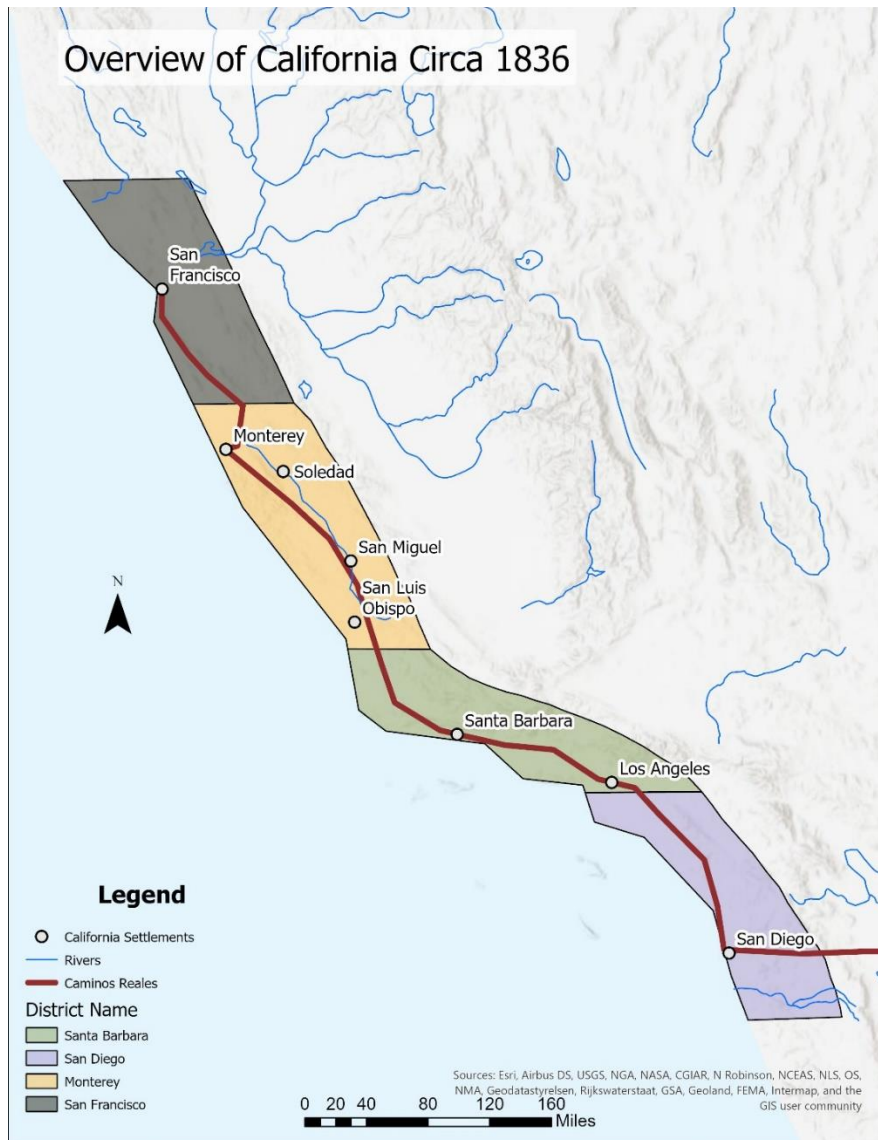 Overview of California Circa 1836
San
Francisco
Monterey
Soledad
San Miguel
San Luis
Obispo
Santa Barbara
Los Angeles
San Diego
N
Legend
California Settlements
Rivers
Caminos Reales
District Name
Santa Barbara
San Diego
Monterey
San Francisco
Sources: Esri, Airbus DS, USGS, NGA, NASA, CGIAR, N Robinson, NCEAS, NLS, OS,
NMA, Geodatastyrelsen, Rijkswaterstaat, GSA, Geoland, FEMA, Intermap, and the
GIS user community
0 20 40 80 120 160
Miles